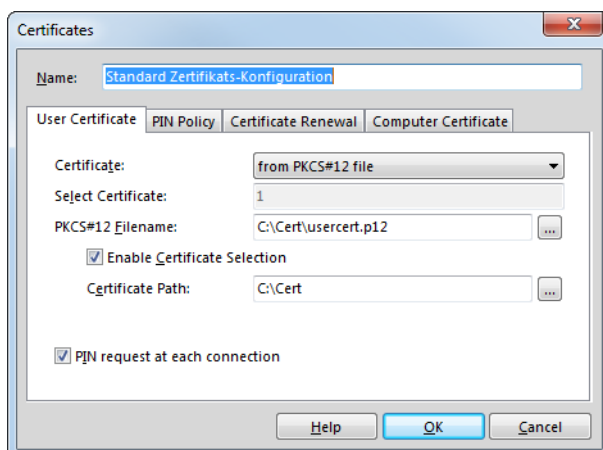 Certificates
Name: Standard Zertifikats-Konfiguration
User Certificate PIN Policy Certificate Renewal Computer Certificate
Certificate: from PKCS#12 file
Select Certificate: 1
PKCS#12 Filename: C:\Cert\usercert.p12 ...
Enable Certificate Selection
Certificate Path: C:\Cert ...
PIN request at each connection
Help OK Cancel